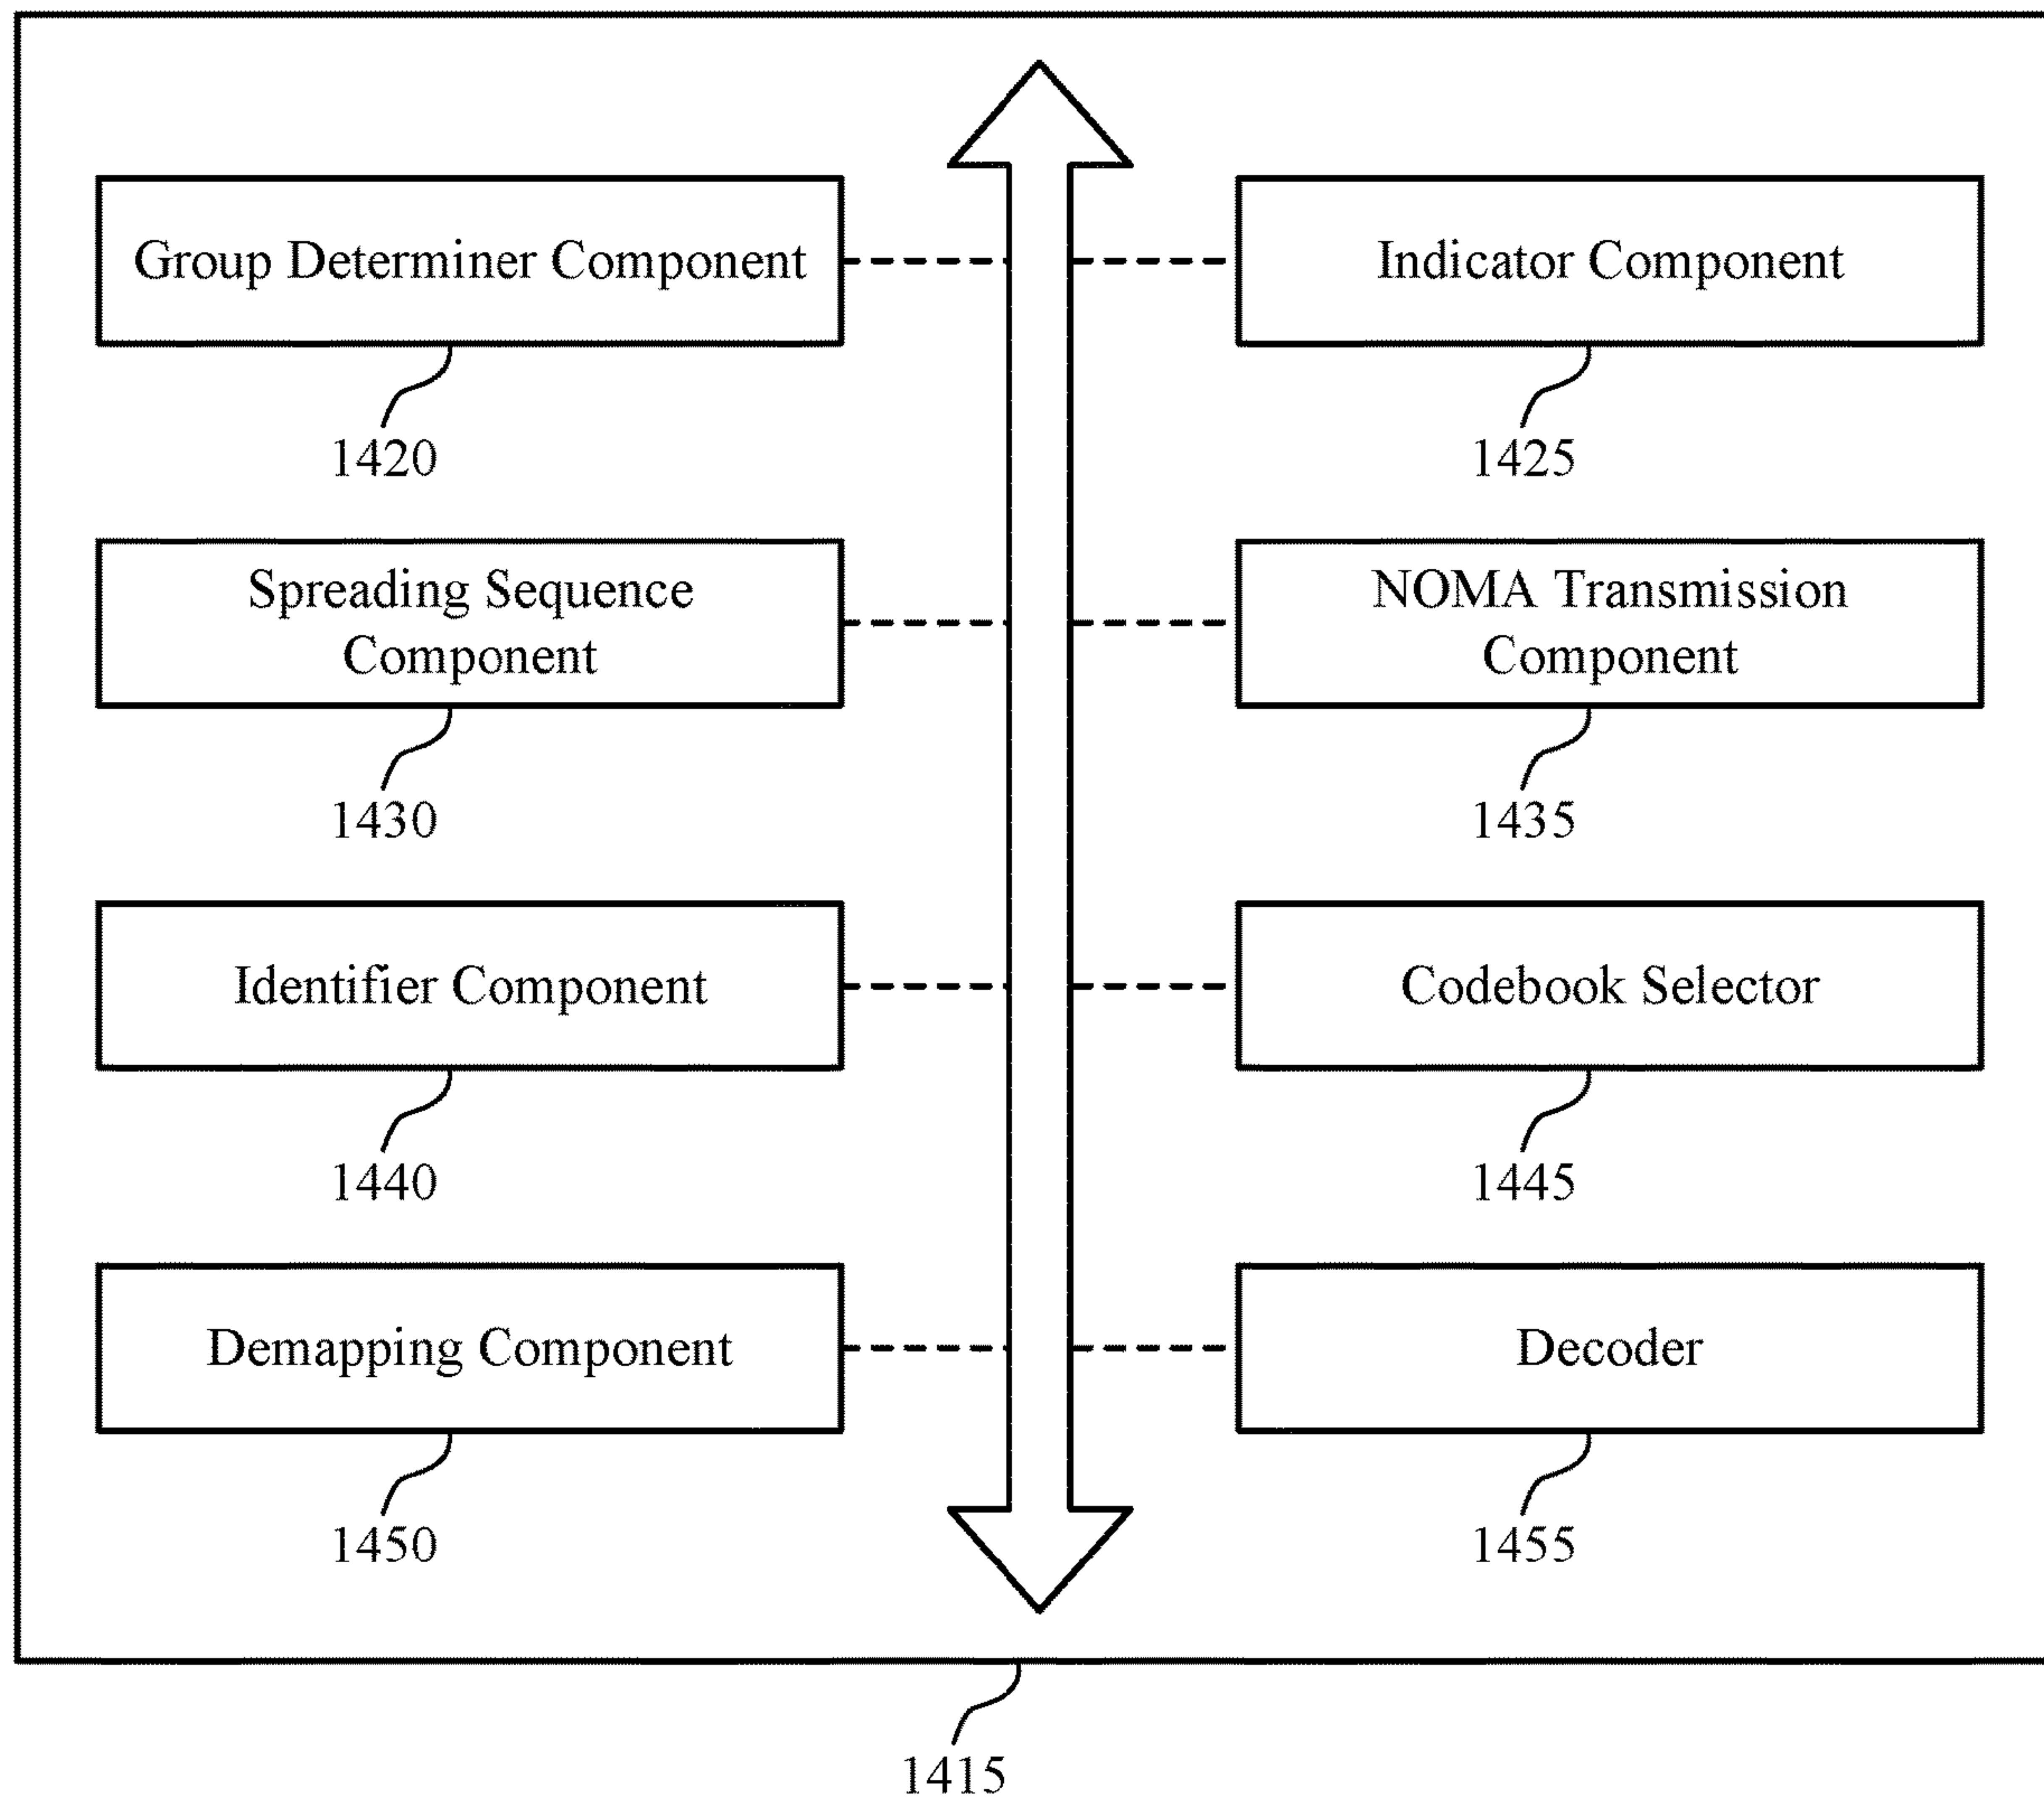 Group Determiner Component
Indicator Component
1420
1425
Spreading Sequence
Component
NOMA Transmission
Component
1430
1435
Identifier Component
Codebook Selector
1440
1445
Demapping Component
Decoder
1450
1455
1415